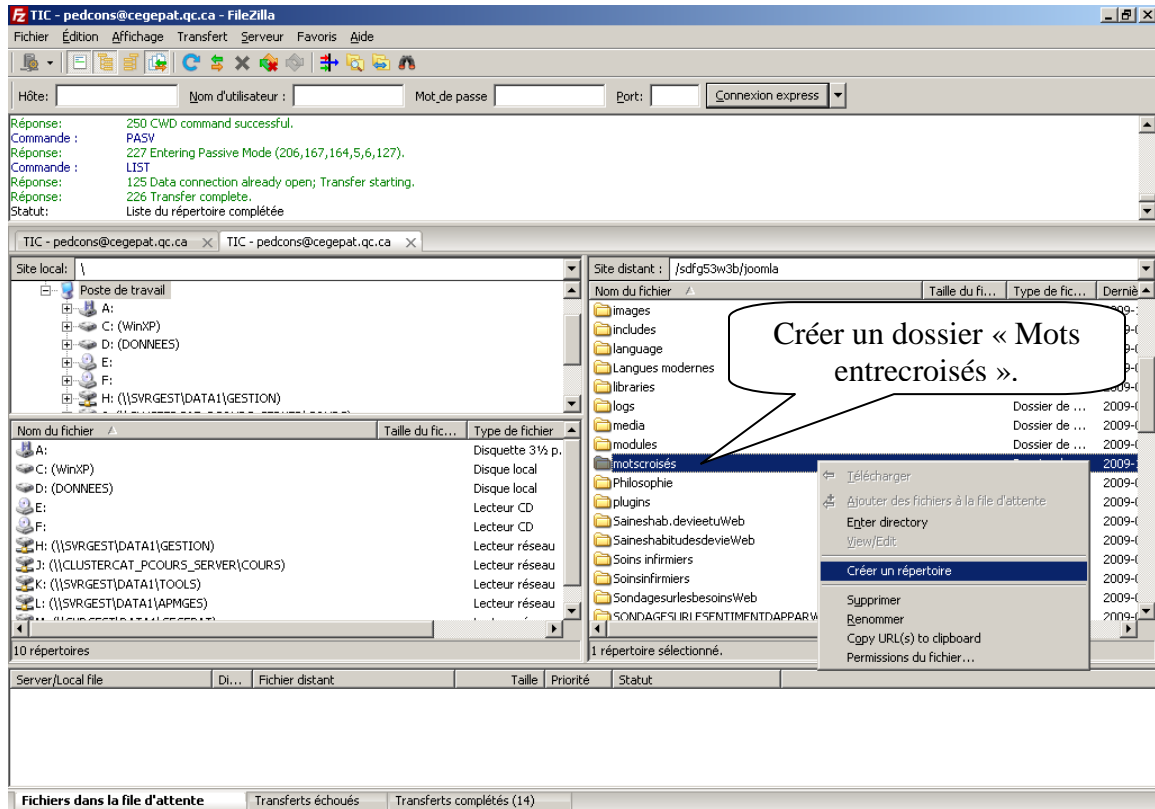 TIC - pedcons@cegepat.qc.ca - FileZilla
Fichier Édition Affichage Transfert Serveur Favoris Aide
Hôte: Nom d'utilisateur : Mot de passe Port: Connexion express
Réponse: 250 CWD command successful.
Commande : PASV
Réponse: 227 Entering Passive Mode (206,167,164,5,6,127).
Commande : LIST
Réponse: 125 Data connection already open; Transfer starting.
Réponse: 226 Transfer complete.
Statut: Liste du répertoire complétée
TIC - pedcons@cegepat.qc.ca TIC - pedcons@cegepat.qc.ca
Site local: \
Poste de travail
A:
C: (WinXP)
D: (DONNEES)
E:
F:
H: (\\SVRGEST\DATA1\GESTION)
Nom du fichier Taille du fic... Type de fichier
A: Disquette 3½ p.
C: (WinXP) Disque local
D: (DONNEES) Disque local
E: Lecteur CD
F: Lecteur CD
H: (\\SVRGEST\DATA1\GESTION) Lecteur réseau
J: (\\CLUSTERCAT_PCOURS_SERVER\COURS) Lecteur réseau
K: (\\SVRGEST\DATA1\TOOLS) Lecteur réseau
L: (\\SVRGEST\DATA1\APMGES) Lecteur réseau
10 répertoires
Site distant : /sdfg53w3b/joomla
Nom du fichier Taille du fi... Type de fic... Derniè
images
includes
language
Langues modernes
libraries
logs Dossier de ... 2009-
media Dossier de ... 2009-
modules Dossier de ... 2009-
motscroisés 2009-
Philosophie 2009-
plugins 2009-
Saineshab.devieetuWeb 2009-
SaineshabitudesdevieWeb 2009-
Soins infirmiers 2009-
Soinsinfirmiers 2009-
SondagesurlesbesoinsWeb 2009-
SONDAGESURLESENTIMENTDAPPARW 2009-
1 répertoire sélectionné.
Créer un dossier « Mots
entrecroisés ».
Télécharger
Ajouter des fichiers à la file d'attente
Enter directory
View/Edit
Créer un répertoire
Supprimer
Renommer
Copy URL(s) to clipboard
Permissions du fichier...
Server/Local file Di... Fichier distant Taille Priorité Statut
Fichiers dans la file d'attente Transferts échoués Transferts complétés (14)